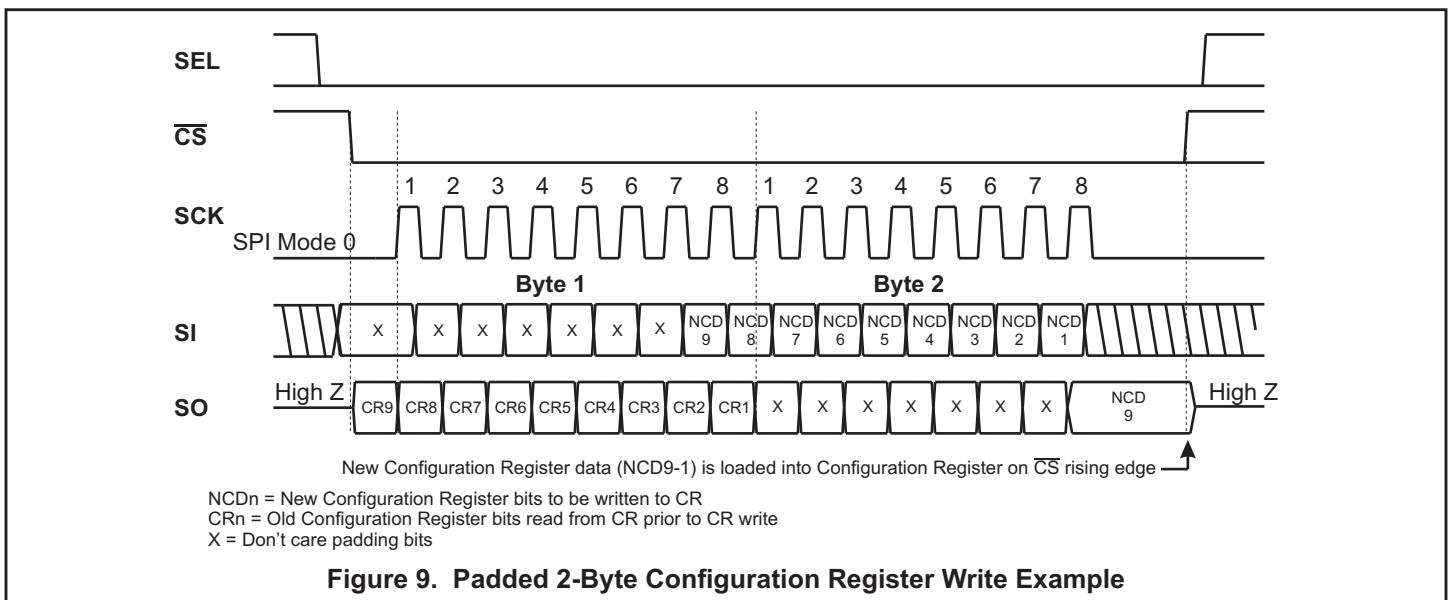 SEL
CS
1 2 3 4 5 6 7 8 1 2 3 4 5 6 7 8
SCK
SPI Mode 0
Byte 1 Byte 2
SI X X X X X X X NCD 9 NCD 8 NCD 7 NCD 6 NCD 5 NCD 4 NCD 3 NCD 2 NCD 1
SO High Z CR9 CR8 CR7 CR6 CR5 CR4 CR3 CR2 CR1 X X X X X X X NCD 9 High Z
New Configuration Register data (NCD9-1) is loaded into Configuration Register on CS rising edge
NCDn = New Configuration Register bits to be written to CR
CRn = Old Configuration Register bits read from CR prior to CR write
X = Don't care padding bits
Figure 9. Padded 2-Byte Configuration Register Write Example